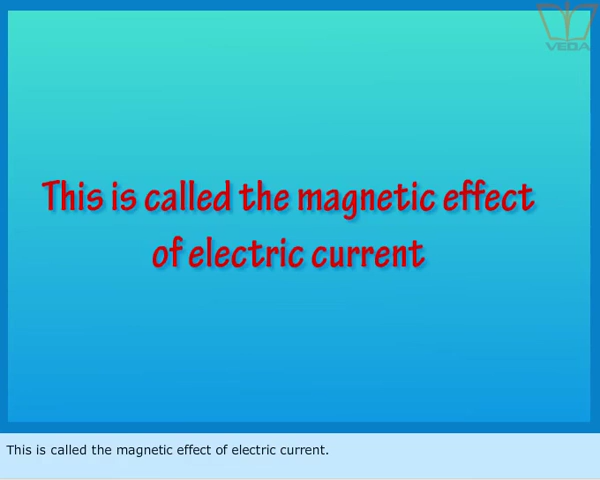 VEDA
This is called the magnetic effect
of electric current
This is called the magnetic effect of electric current.